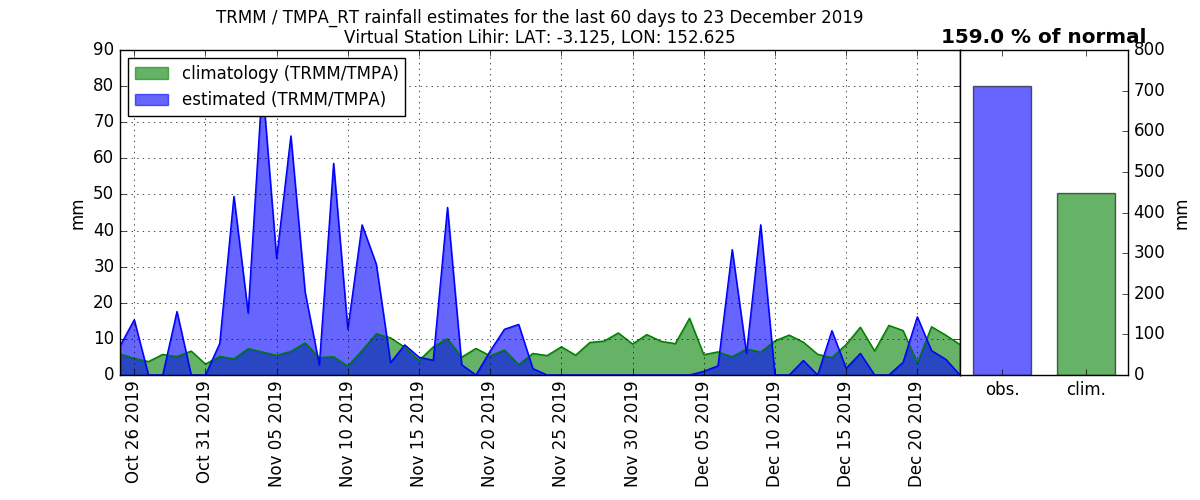 TRMM / TMPA_RT rainfall estimates for the last 60 days to 23 December 2019
Virtual Station Lihir: LAT: -3.125, LON: 152.625
159.0 % of normal
climatology (TRMM/TMPA)
estimated (TRMM/TMPA)
mm
90
80
70
60
50
40
30
20
10
0
Oct 26 2019
Oct 31 2019
Nov 05 2019
Nov 10 2019
Nov 15 2019
Nov 20 2019
Nov 25 2019
Nov 30 2019
Dec 05 2019
Dec 10 2019
Dec 15 2019
Dec 20 2019
obs.
clim.
800
700
600
500
400
300
200
100
0
mm